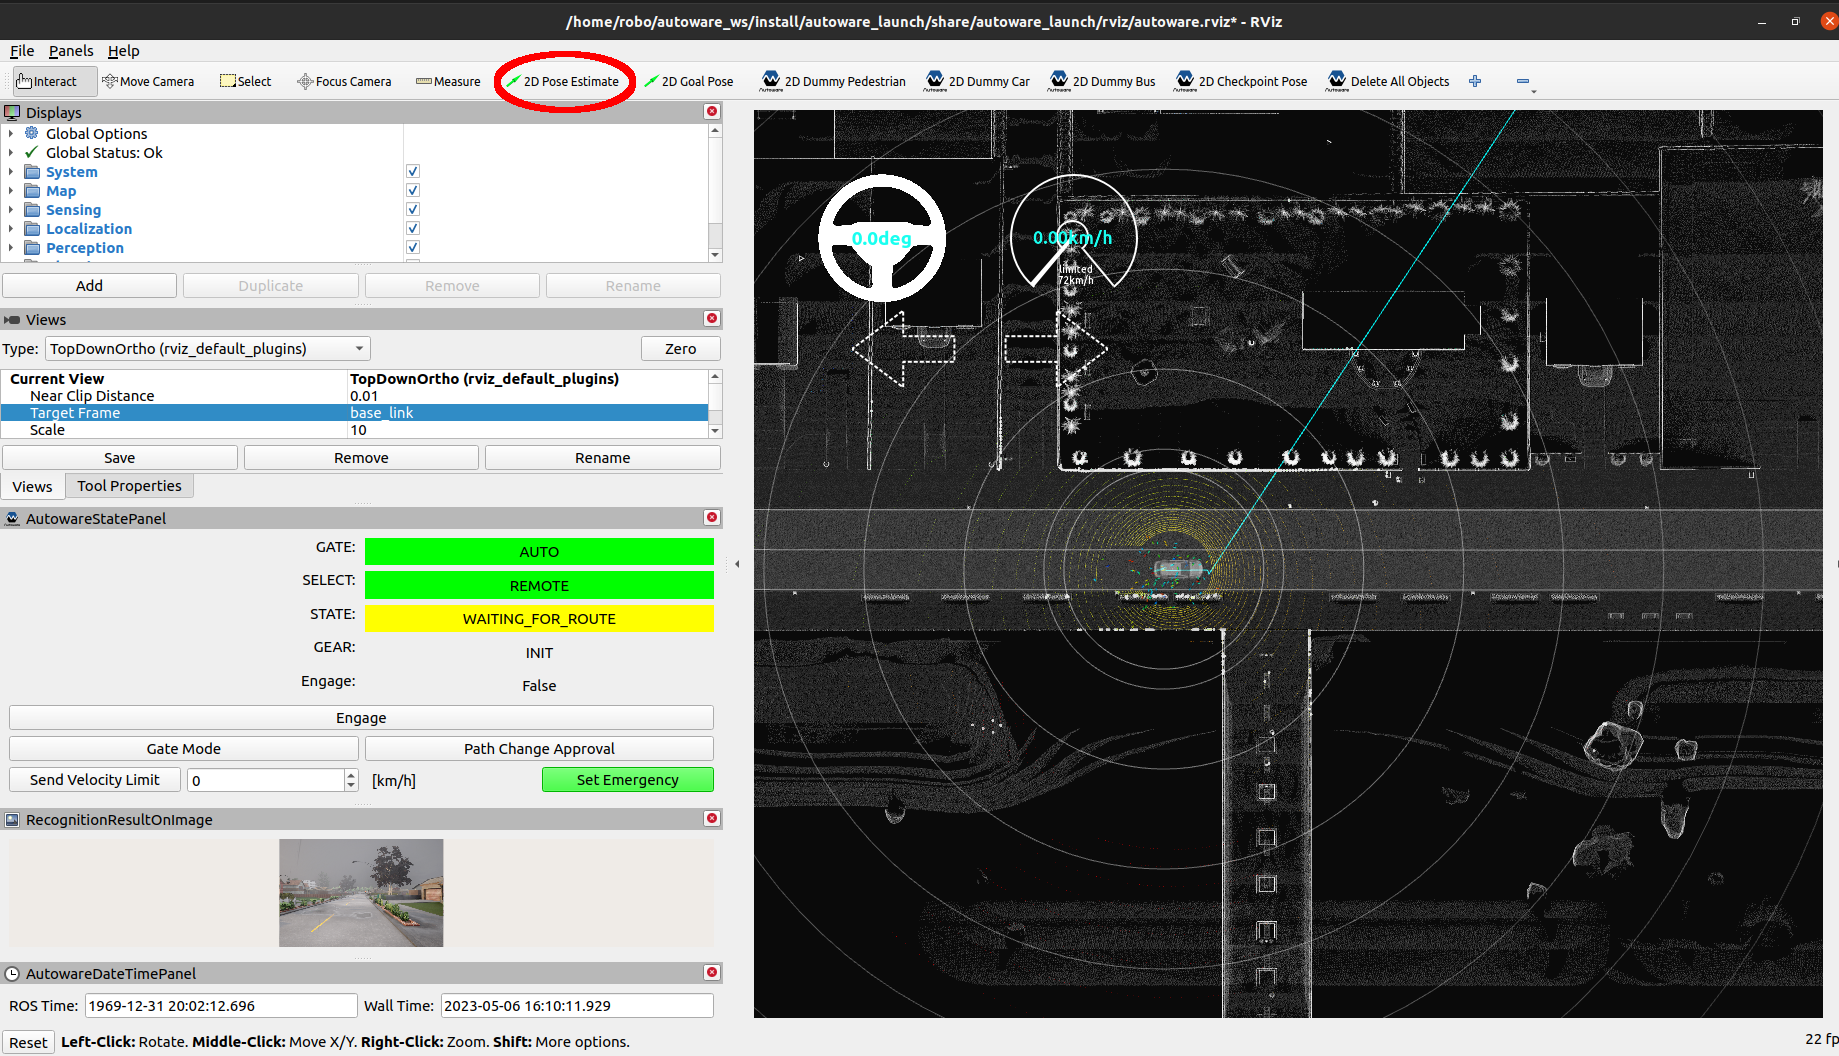 /home/robo/autoware_ws/install/autoware_launch/share/autoware_launch/rviz/autoware.rviz* - RViz
File Panels Help
Interact Move Camera Select Focus Camera Measure 2D Pose Estimate 2D Goal Pose 2D Dummy Pedestrian 2D Dummy Car 2D Dummy Bus 2D Checkpoint Pose Delete All Objects
Displays
Global Options
Global Status: Ok
System
Map
Sensing
Localization
Perception
Add Duplicate Remove Rename
Views
Type: TopDownOrtho (rviz_default_plugins) Zero
Current View TopDownOrtho (rviz_default_plugins)
Near Clip Distance 0.01
Target Frame base_link
Scale 10
Save Remove Rename
Views Tool Properties
AutowareStatePanel
GATE: AUTO
SELECT: REMOTE
STATE: WAITING_FOR_ROUTE
GEAR: INIT
Engage: False
Engage
Gate Mode Path Change Approval
Send Velocity Limit 0 [km/h] Set Emergency
RecognitionResultOnImage
AutowareDateTimePanel
ROS Time: 1969-12-31 20:02:12.696 Wall Time: 2023-05-06 16:10:11.929
Reset Left-Click: Rotate. Middle-Click: Move X/Y. Right-Click: Zoom. Shift: More options.
22 fp
0.0deg
0.00km/h
limited
72km/h